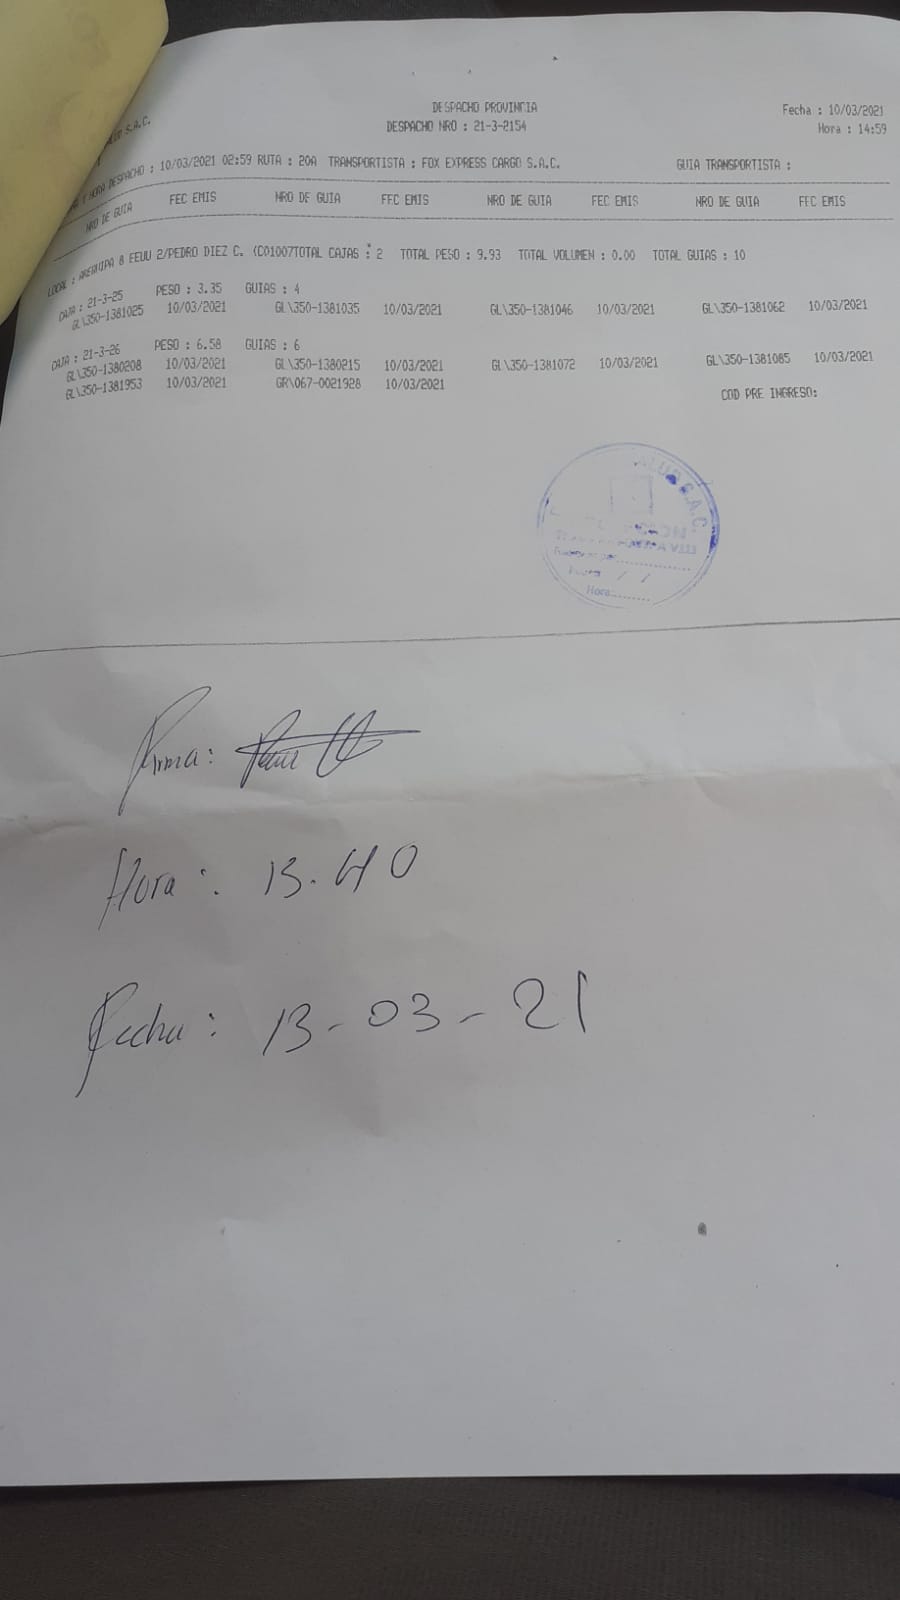 S.A.C.
DESPACHO PROVINCIA
DESPACHO NRO : 21-3-2154
Fecha : 10/03/2021
Hora : 14:59
HORA DESPACHO : 10/03/2021 02:59 RUTA : 20A TRANSPORTISTA : FOX EXPRESS CARGO S.A.C. GUIA TRANSPORTISTA :
NRO DE GUIA FEC EMIS NRO DE GUIA FEC EMIS NRO DE GUIA FEC EMIS NRO DE GUIA FEC EMIS
LOCAL : AREQUIPA 8 EEUU 2/PEDRO DIEZ C. (C01007TOTAL CAJAS : 2 TOTAL PESO : 9.93 TOTAL VOLUMEN : 0.00 TOTAL GUIAS : 10
CAJA : 21-3-25 PESO : 3.35 GUIAS : 4
GL\350-1381025 10/03/2021 GL\350-1381035 10/03/2021 GL\350-1381046 10/03/2021 GL\350-1381062 10/03/2021
CAJA : 21-3-26 PESO : 6.58 GUIAS : 6
GL\350-1380208 10/03/2021 GL\350-1380215 10/03/2021 GL\350-1381072 10/03/2021 GL\350-1381085 10/03/2021
GL\350-1381953 10/03/2021 GR\067-0021928 10/03/2021
COD PRE INGRESO:
S.A.C.
Hora:
Firma:
Hora: 13.40
Fecha: 13-03-21